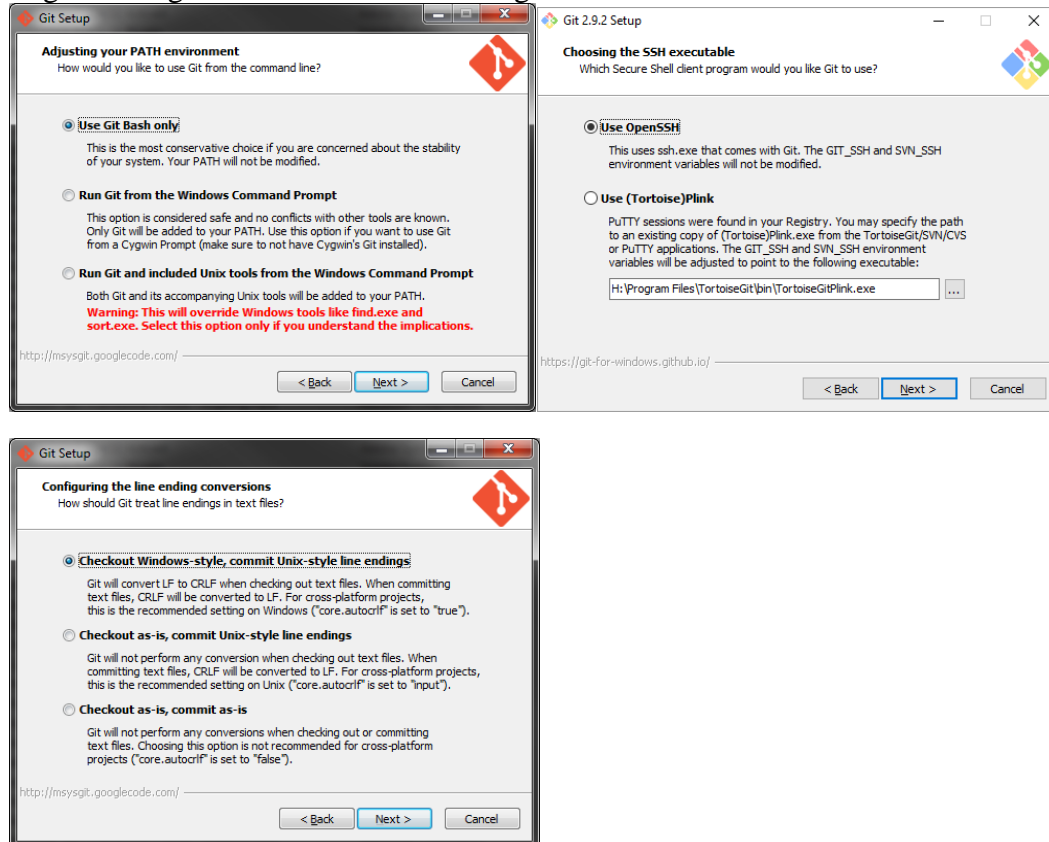 Git Setup
Adjusting your PATH environment
How would you like to use Git from the command line?
Use Git Bash only
This is the most conservative choice if you are concerned about the stability
of your system. Your PATH will not be modified.
Run Git from the Windows Command Prompt
This option is considered safe and no conflicts with other tools are known.
Only Git will be added to your PATH. Use this option if you want to use Git
from a Cygwin Prompt (make sure to not have Cygwin's Git installed).
Run Git and included Unix tools from the Windows Command Prompt
Both Git and its accompanying Unix tools will be added to your PATH.
Warning: This will override Windows tools like find.exe and
sort.exe. Select this option only if you understand the implications.
http://msysgit.googlecode.com/
< Back
Next >
Cancel
Git 2.9.2 Setup
Choosing the SSH executable
Which Secure Shell client program would you like Git to use?
Use OpenSSH
This uses ssh.exe that comes with Git. The GIT_SSH and SVN_SSH
environment variables will not be modified.
Use (Tortoise)Plink
PuTTY sessions were found in your Registry. You may specify the path
to an existing copy of (Tortoise)Plink.exe from the TortoiseGit/SVN/CVS
or PuTTY applications. The GIT_SSH and SVN_SSH environment
variables will be adjusted to point to the following executable:
H:\Program Files\TortoiseGit\bin\TortoiseGitPlink.exe
...
https://git-for-windows.github.io/
< Back
Next >
Cancel
Git Setup
Configuring the line ending conversions
How should Git treat line endings in text files?
Checkout Windows-style, commit Unix-style line endings
Git will convert LF to CRLF when checking out text files. When committing
text files, CRLF will be converted to LF. For cross-platform projects,
this is the recommended setting on Windows ("core.autocrlf" is set to "true").
Checkout as-is, commit Unix-style line endings
Git will not perform any conversion when checking out text files. When
committing text files, CRLF will be converted to LF. For cross-platform projects,
this is the recommended setting on Unix ("core.autocrlf" is set to "input").
Checkout as-is, commit as-is
Git will not perform any conversions when checking out or committing
text files. Choosing this option is not recommended for cross-platform
projects ("core.autocrlf" is set to "false").
http://msysgit.googlecode.com/
< Back
Next >
Cancel